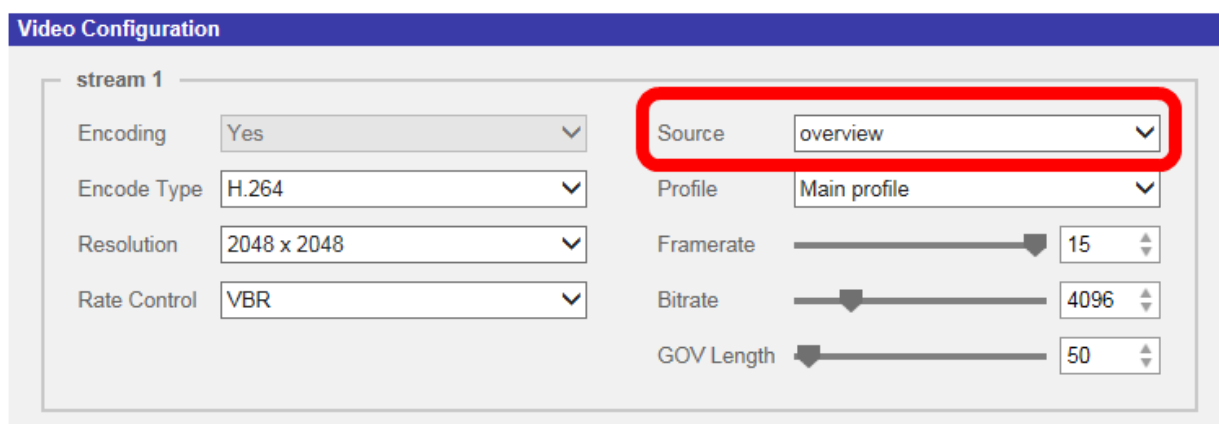 Video Configuration
stream 1
Encoding Yes Source overview
Encode Type H.264 Profile Main profile
Resolution 2048 x 2048 Framerate 15
Rate Control VBR Bitrate 4096
GOV Length 50